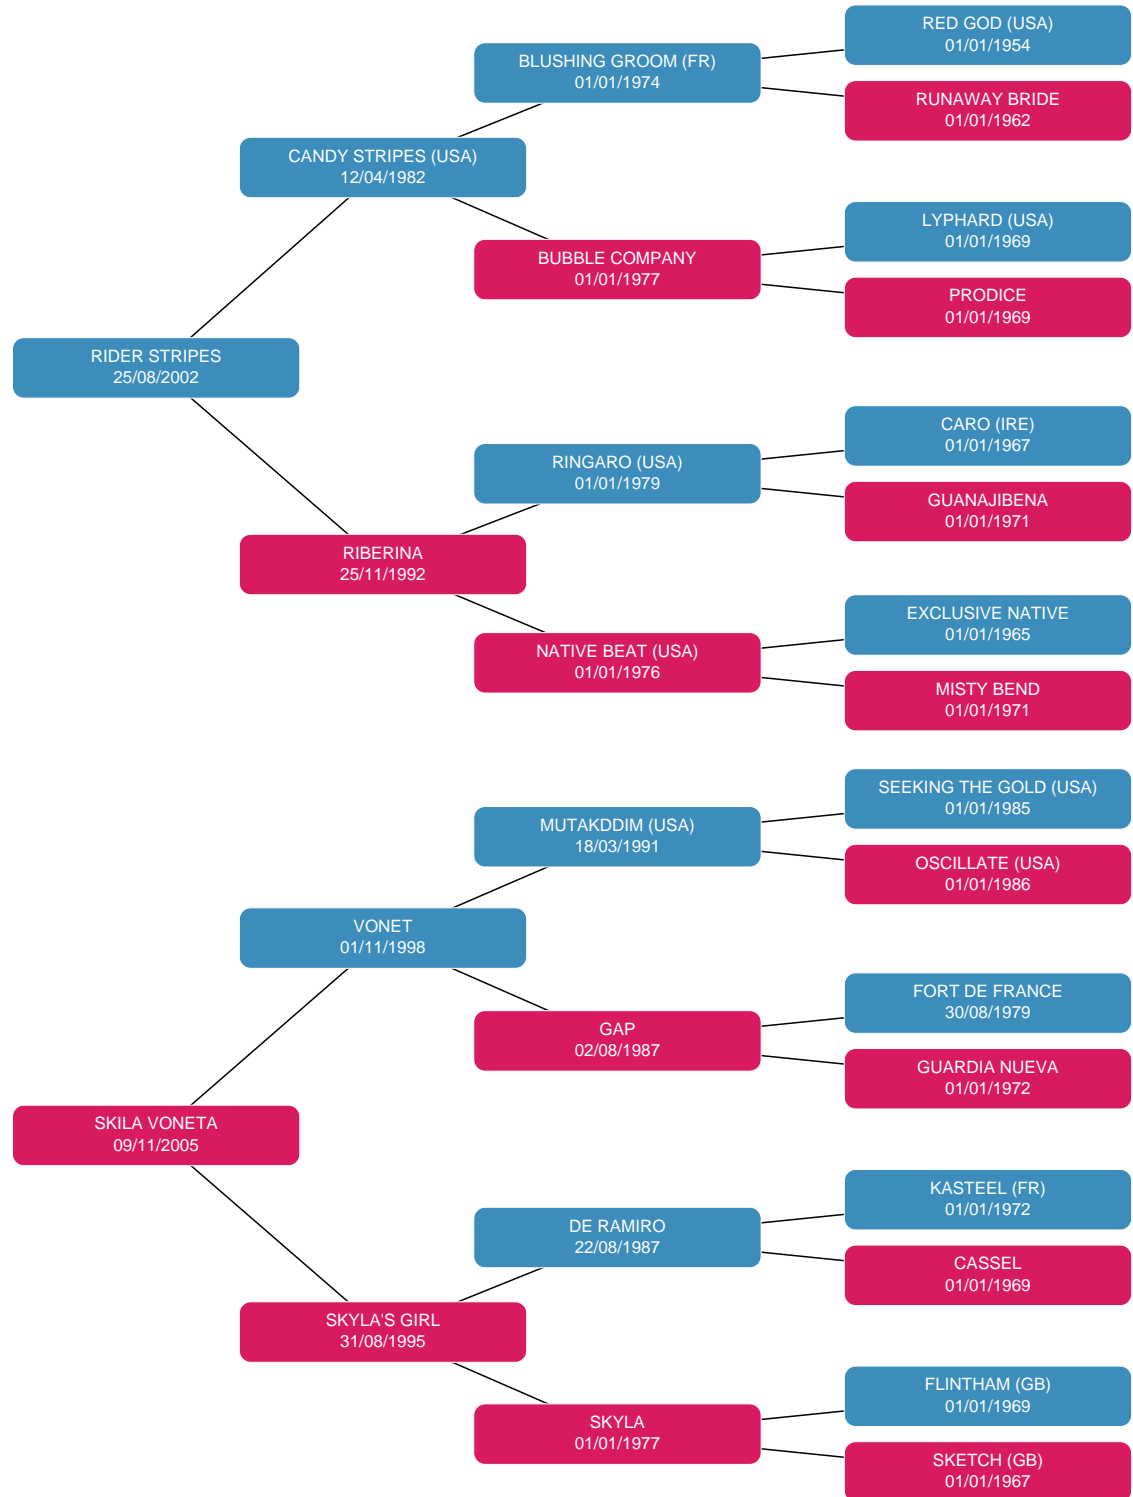 RED GOD (USA)
01/01/1954
BLUSHING GROOM (FR)
01/01/1974
RUNAWAY BRIDE
01/01/1962
CANDY STRIPES (USA)
12/04/1982
LYPHARD (USA)
01/01/1969
BUBBLE COMPANY
01/01/1977
PRODICE
01/01/1969
RIDER STRIPES
25/08/2002
CARO (IRE)
01/01/1967
RINGARO (USA)
01/01/1979
GUANAJIBENA
01/01/1971
RIBERINA
25/11/1992
EXCLUSIVE NATIVE
01/01/1965
NATIVE BEAT (USA)
01/01/1976
MISTY BEND
01/01/1971
SEEKING THE GOLD (USA)
01/01/1985
MUTAKDDIM (USA)
18/03/1991
OSCILLATE (USA)
01/01/1986
VONET
01/11/1998
FORT DE FRANCE
30/08/1979
GAP
02/08/1987
GUARDIA NUEVA
01/01/1972
SKILA VONETA
09/11/2005
KASTEEL (FR)
01/01/1972
DE RAMIRO
22/08/1987
CASSEL
01/01/1969
SKYLA'S GIRL
31/08/1995
FLINTHAM (GB)
01/01/1969
SKYLA
01/01/1977
SKETCH (GB)
01/01/1967